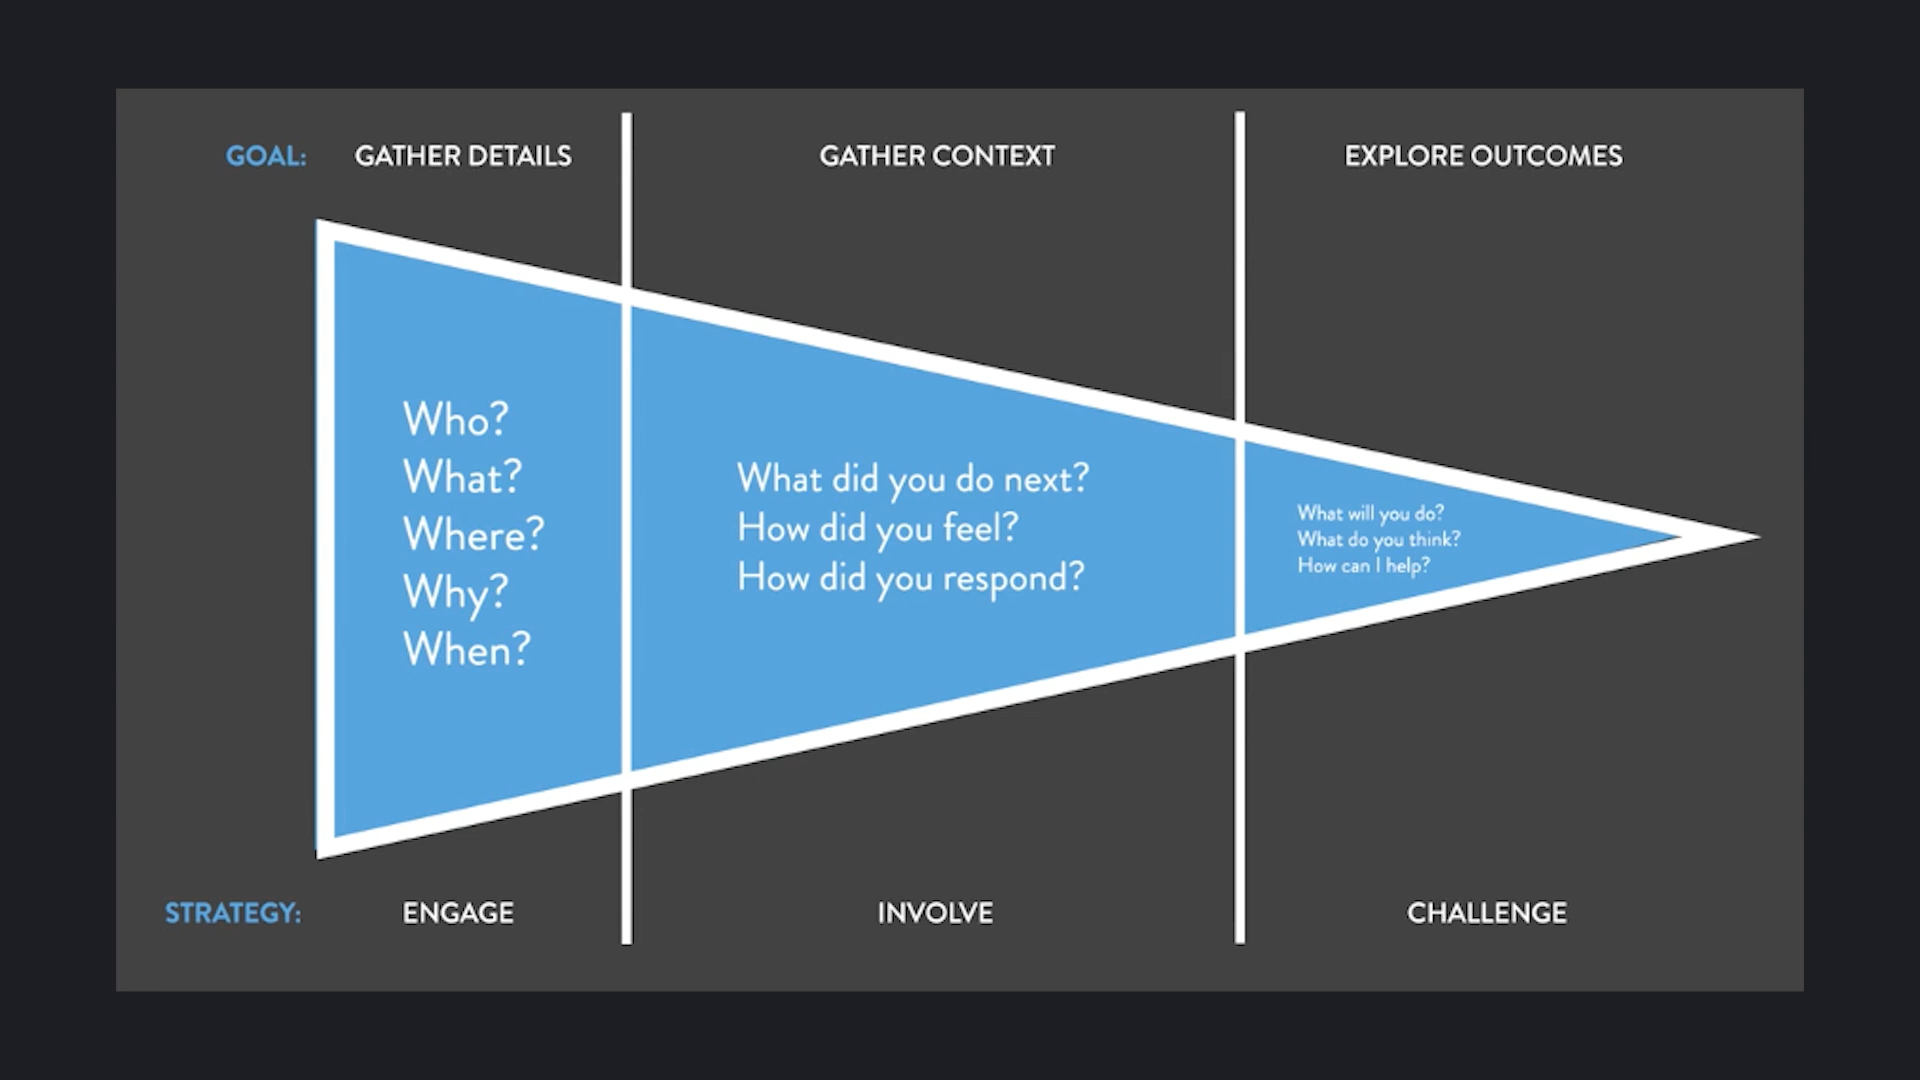 GOAL: GATHER DETAILS GATHER CONTEXT EXPLORE OUTCOMES
Who?
What?
Where?
Why?
When?
What did you do next?
How did you feel?
How did you respond?
What will you do?
What do you think?
How can I help?
STRATEGY: ENGAGE INVOLVE CHALLENGE